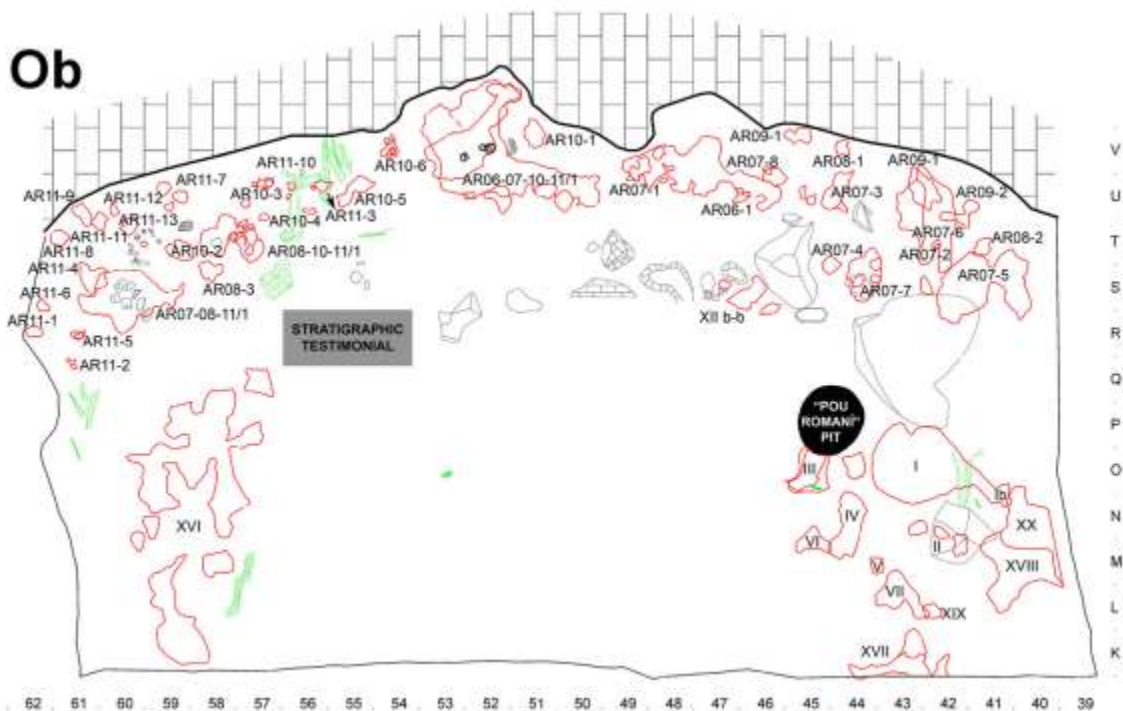 Ob
AR09-1
V
AR10-1
AR11-10
AR10-6
AR07-8
AR08-1
AR09-1
AR11-7
AR11-12
AR11-9
AR10-3
AR10-5
AR06-07-10-11/1
AR07-1
AR07-3
AR09-2
U
AR06-1
AR11-13
AR10-4
AR11-3
AR11-11
AR07-6
AR11-8
AR10-2
AR08-10-11/1
AR07-4
AR07-2
AR08-2
T
AR11-4
AR08-3
AR07-7
AR07-5
AR11-6
S
AR07-08-11/1
XII b-b
AR11-1
AR11-5
STRATIGRAPHIC
TESTIMONIAL
R
AR11-2
Q
"POU
ROMANÍ"
PIT
P
III
I
O
Ib
XVI
IV
XX
N
VI
II
V
XVIII
M
VII
XIX
L
XVII
K
62 61 60 59 58 57 56 55 54 53 52 51 50 49 48 47 46 45 44 43 42 41 40 39